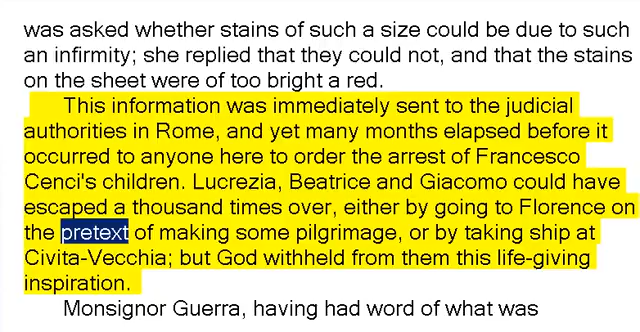 was asked whether stains of such a size could be due to such
an infirmity; she replied that they could not, and that the stains
on the sheet were of too bright a red.
This information was immediately sent to the judicial
authorities in Rome, and yet many months elapsed before it
occurred to anyone here to order the arrest of Francesco
Cenci's children. Lucrezia, Beatrice and Giacomo could have
escaped a thousand times over, either by going to Florence on
the pretext of making some pilgrimage, or by taking ship at
Civita-Vecchia; but God withheld from them this life-giving
inspiration.
Monsignor Guerra, having had word of what was